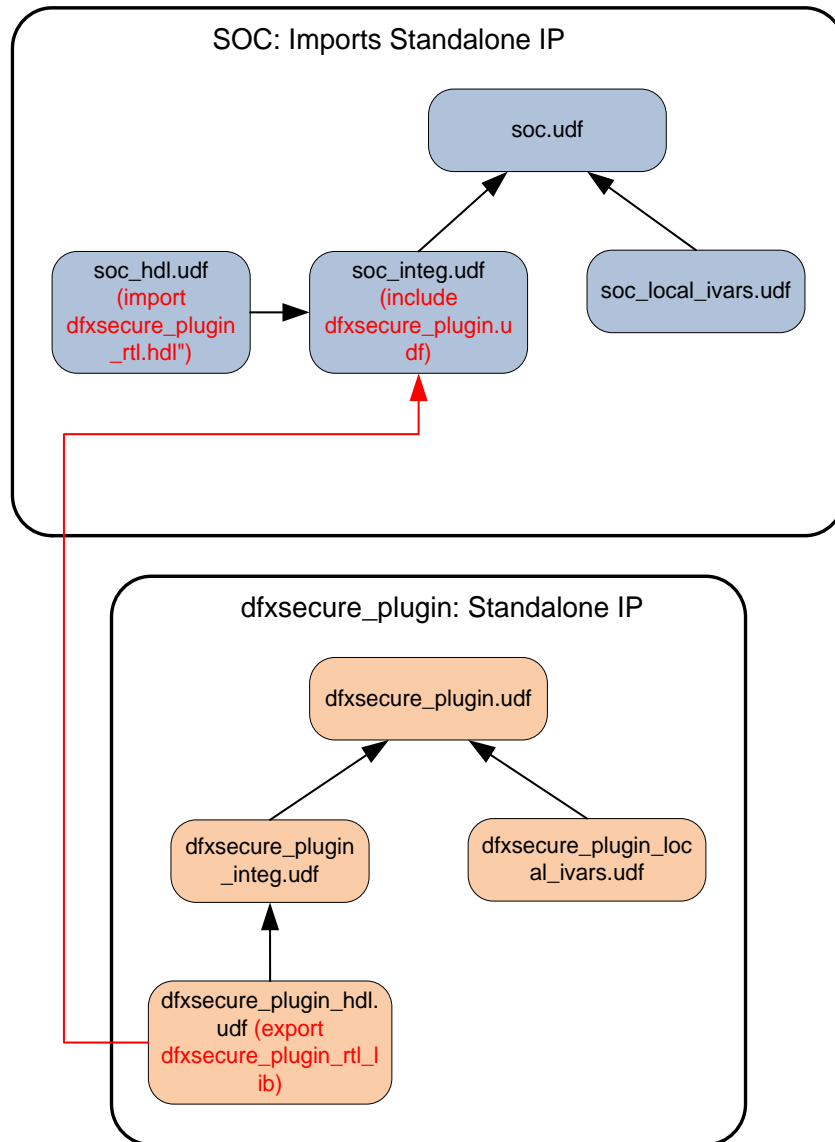 SOC: Imports Standalone IP
soc.udf
soc_hdl.udf
(import
dfxsecure_plugin
_rtl.hdl")
soc_integ.udf
(include
dfxsecure_plugin.u
df)
soc_local_ivars.udf
dfxsecure_plugin: Standalone IP
dfxsecure_plugin.udf
dfxsecure_plugin
_integ.udf
dfxsecure_plugin_loc
al_ivars.udf
dfxsecure_plugin_hdl.
udf (export
dfxsecure_plugin_rtl_l
ib)